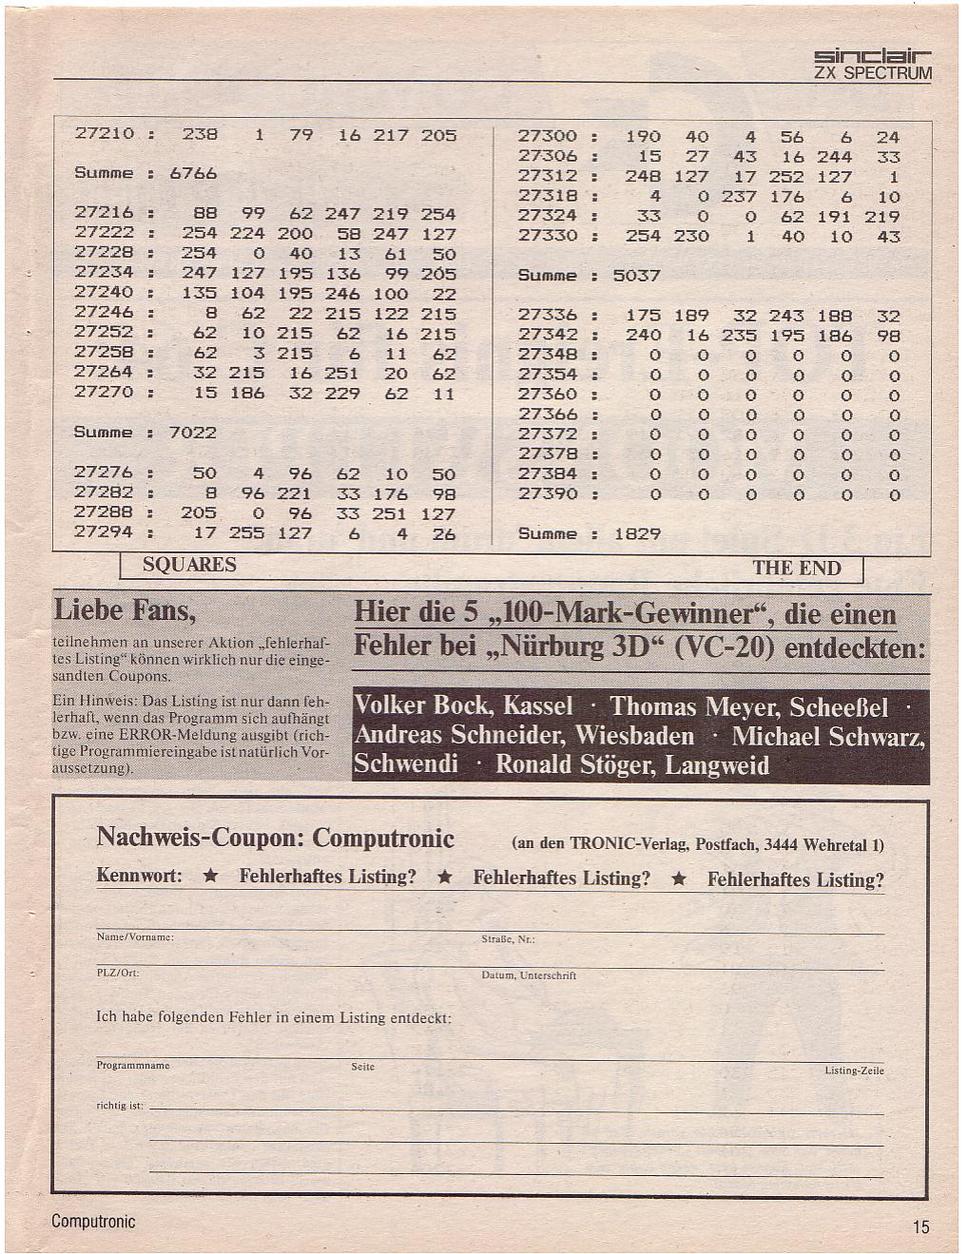 sinclair
ZX SPECTRUM
27210 : 238 1 79 16 217 205
Summe : 6766
27216 : 88 99 62 247 219 254
27222 : 254 224 200 58 247 127
27228 : 254 0 40 13 61 50
27234 : 247 127 195 136 99 205
27240 : 135 104 195 246 100 22
27246 : 8 62 22 215 122 215
27252 : 62 10 215 62 16 215
27258 : 62 3 215 6 11 62
27264 : 32 215 16 251 20 62
27270 : 15 186 32 229 62 11
Summe : 7022
27276 : 50 4 96 62 10 50
27282 : 8 96 221 33 176 98
27288 : 205 0 96 33 251 127
27294 : 17 255 127 6 4 26
27300 : 190 40 4 56 6 24
27306 : 15 27 43 16 244 33
27312 : 248 127 17 252 127 1
27318 : 4 0 237 176 6 10
27324 : 33 0 0 62 191 219
27330 : 254 230 1 40 10 43
Summe : 5037
27336 : 175 189 32 243 188 32
27342 : 240 16 235 195 186 98
27348 : 0 0 0 0 0 0
27354 : 0 0 0 0 0 0
27360 : 0 0 0 0 0 0
27366 : 0 0 0 0 0 0
27372 : 0 0 0 0 0 0
27378 : 0 0 0 0 0 0
27384 : 0 0 0 0 0 0
27390 : 0 0 0 0 0 0
Summe : 1829
SQUARES THE END
Liebe Fans,
teilnehmen an unserer Aktion „fehlerhaf-
tes Listing“ können wirklich nur die einge-
sandten Coupons.
Ein Hinweis: Das Listing ist nur dann feh-
lerhaft, wenn das Programm sich aufhängt
bzw. eine ERROR-Meldung ausgibt (rich-
tige Programmiereingabe ist natürlich Vor-
aussetzung).
Hier die 5 „100-Mark-Gewinner“, die einen
Fehler bei „Nürburg 3D“ (VC-20) entdeckten:
Volker Bock, Kassel · Thomas Meyer, Scheeßel ·
Andreas Schneider, Wiesbaden · Michael Schwarz,
Schwendi · Ronald Stöger, Langweid
Nachweis-Coupon: Computronic (an den TRONIC-Verlag, Postfach, 3444 Wehretal 1)
Kennwort: ★ Fehlerhaftes Listing? ★ Fehlerhaftes Listing? ★ Fehlerhaftes Listing?
Name/Vorname: Straße, Nr.:
PLZ/Ort: Datum, Unterschrift
Ich habe folgenden Fehler in einem Listing entdeckt:
Programmname Seite Listing-Zeile
richtig ist:
Computronic 15